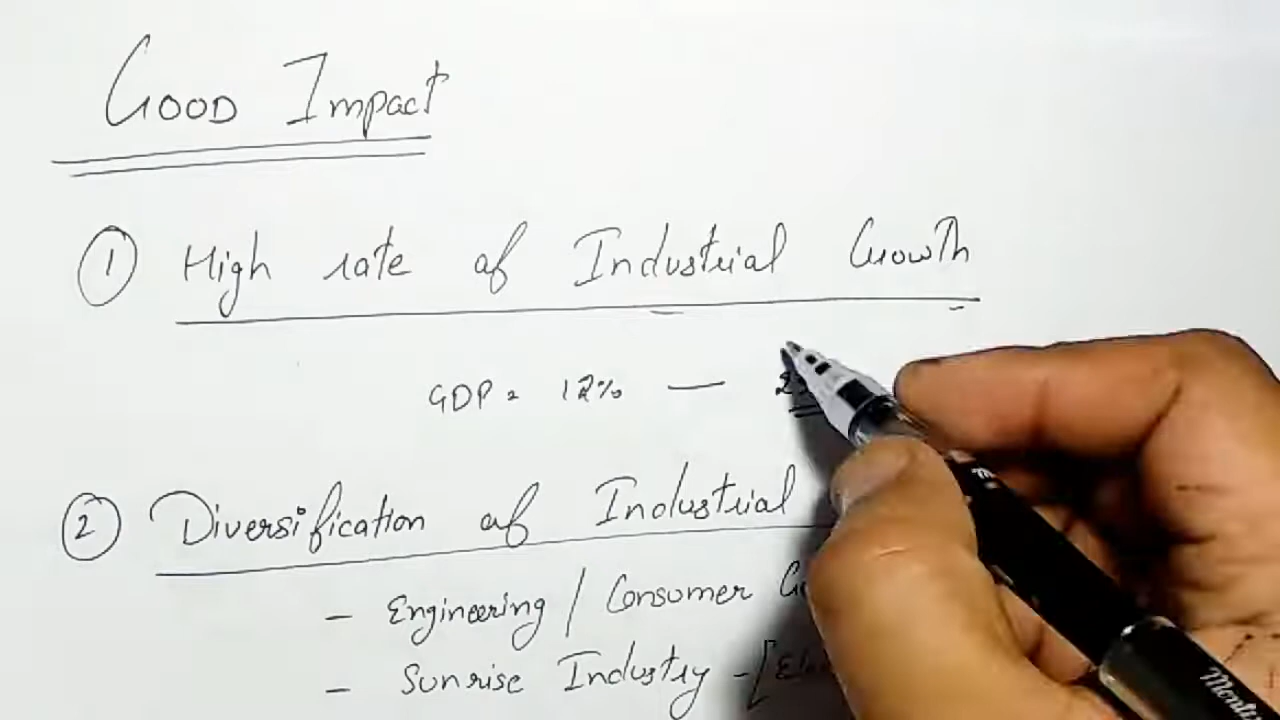 GOOD Impact
① High rate of Industrial Growth
GDP = 12% —
② Diversification of Industrial
- Engineering / Consumer
- Sunrise Industry - [